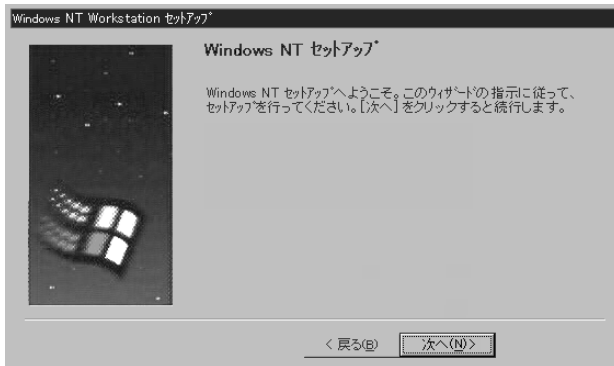 Windows NT Workstation セットアップ
Windows NT セットアップ
Windows NT セットアップへようこそ。このウィザードの指示に従って、
セットアップを行ってください。[次へ] をクリックすると続行します。
< 戻る(B)
次へ(N) >